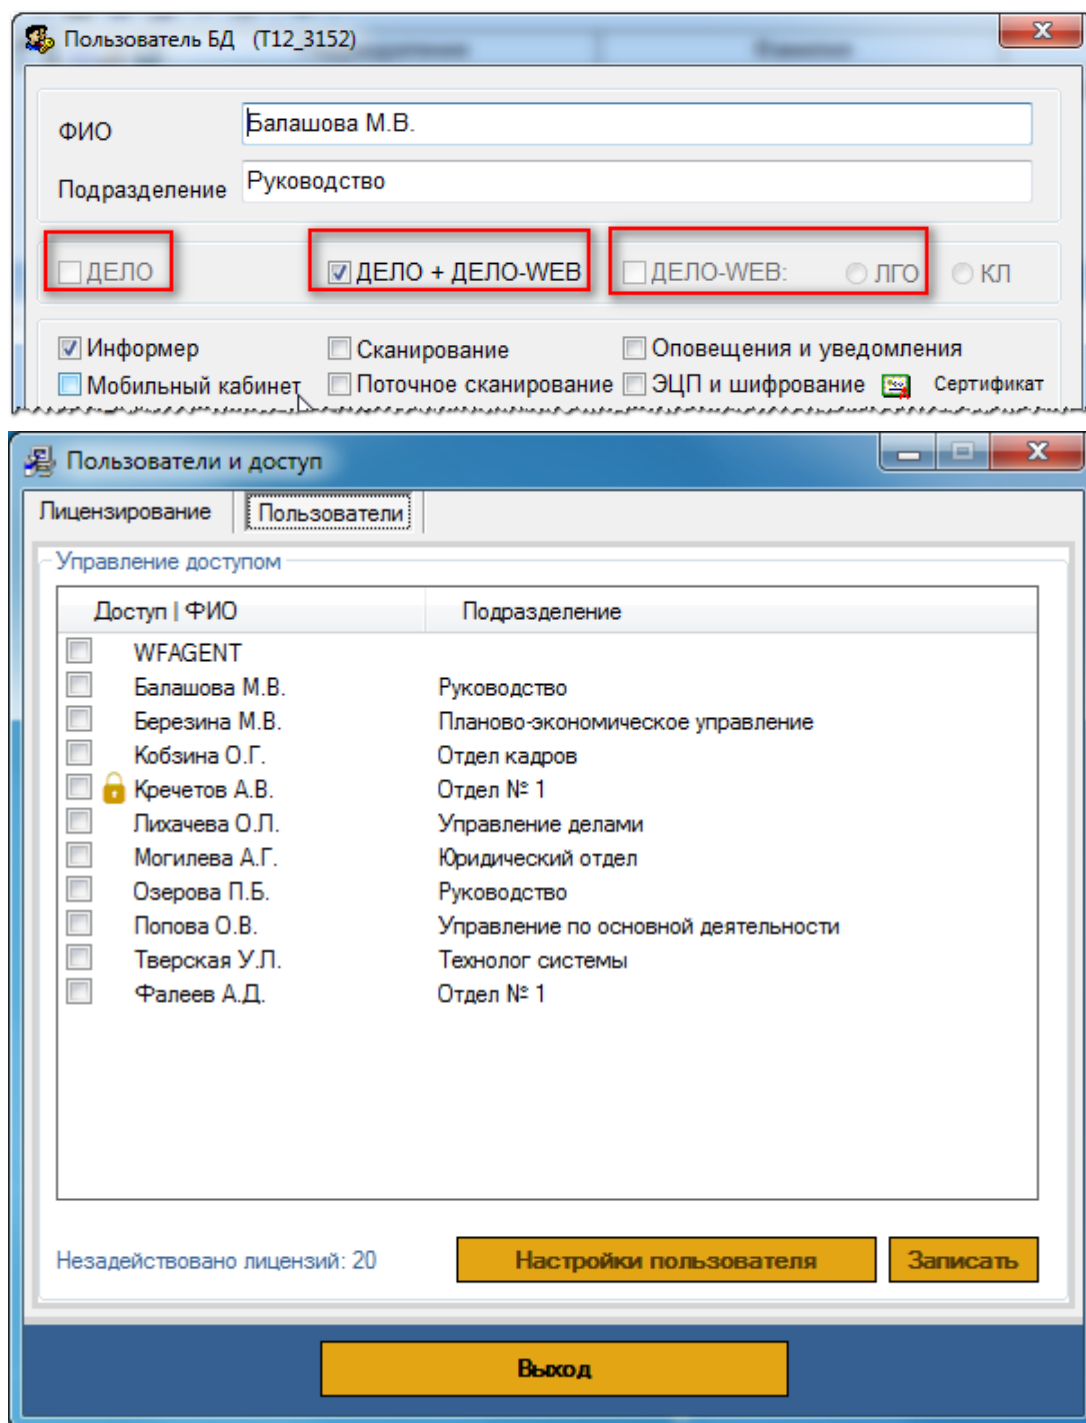 Пользователь БД (T12_3152)
ФИО Балашова М.В.
Подразделение Руководство
ДЕЛО ДЕЛО + ДЕЛО-WEB ДЕЛО-WEB: ЛГО КЛ
Информер Сканирование Оповещения и уведомления
Мобильный кабинет Поточное сканирование ЭЦП и шифрование Сертификат
Пользователи и доступ
Лицензирование Пользователи
Управление доступом
Доступ | ФИО Подразделение
WFAGENT
Балашова М.В. Руководство
Березина М.В. Планово-экономическое управление
Кобзина О.Г. Отдел кадров
Кречетов А.В. Отдел № 1
Лихачева О.Л. Управление делами
Могилева А.Г. Юридический отдел
Озерова П.Б. Руководство
Попова О.В. Управление по основной деятельности
Тверская У.Л. Технолог системы
Фалеев А.Д. Отдел № 1
Незадействовано лицензий: 20 Настройки пользователя Записать
Выход